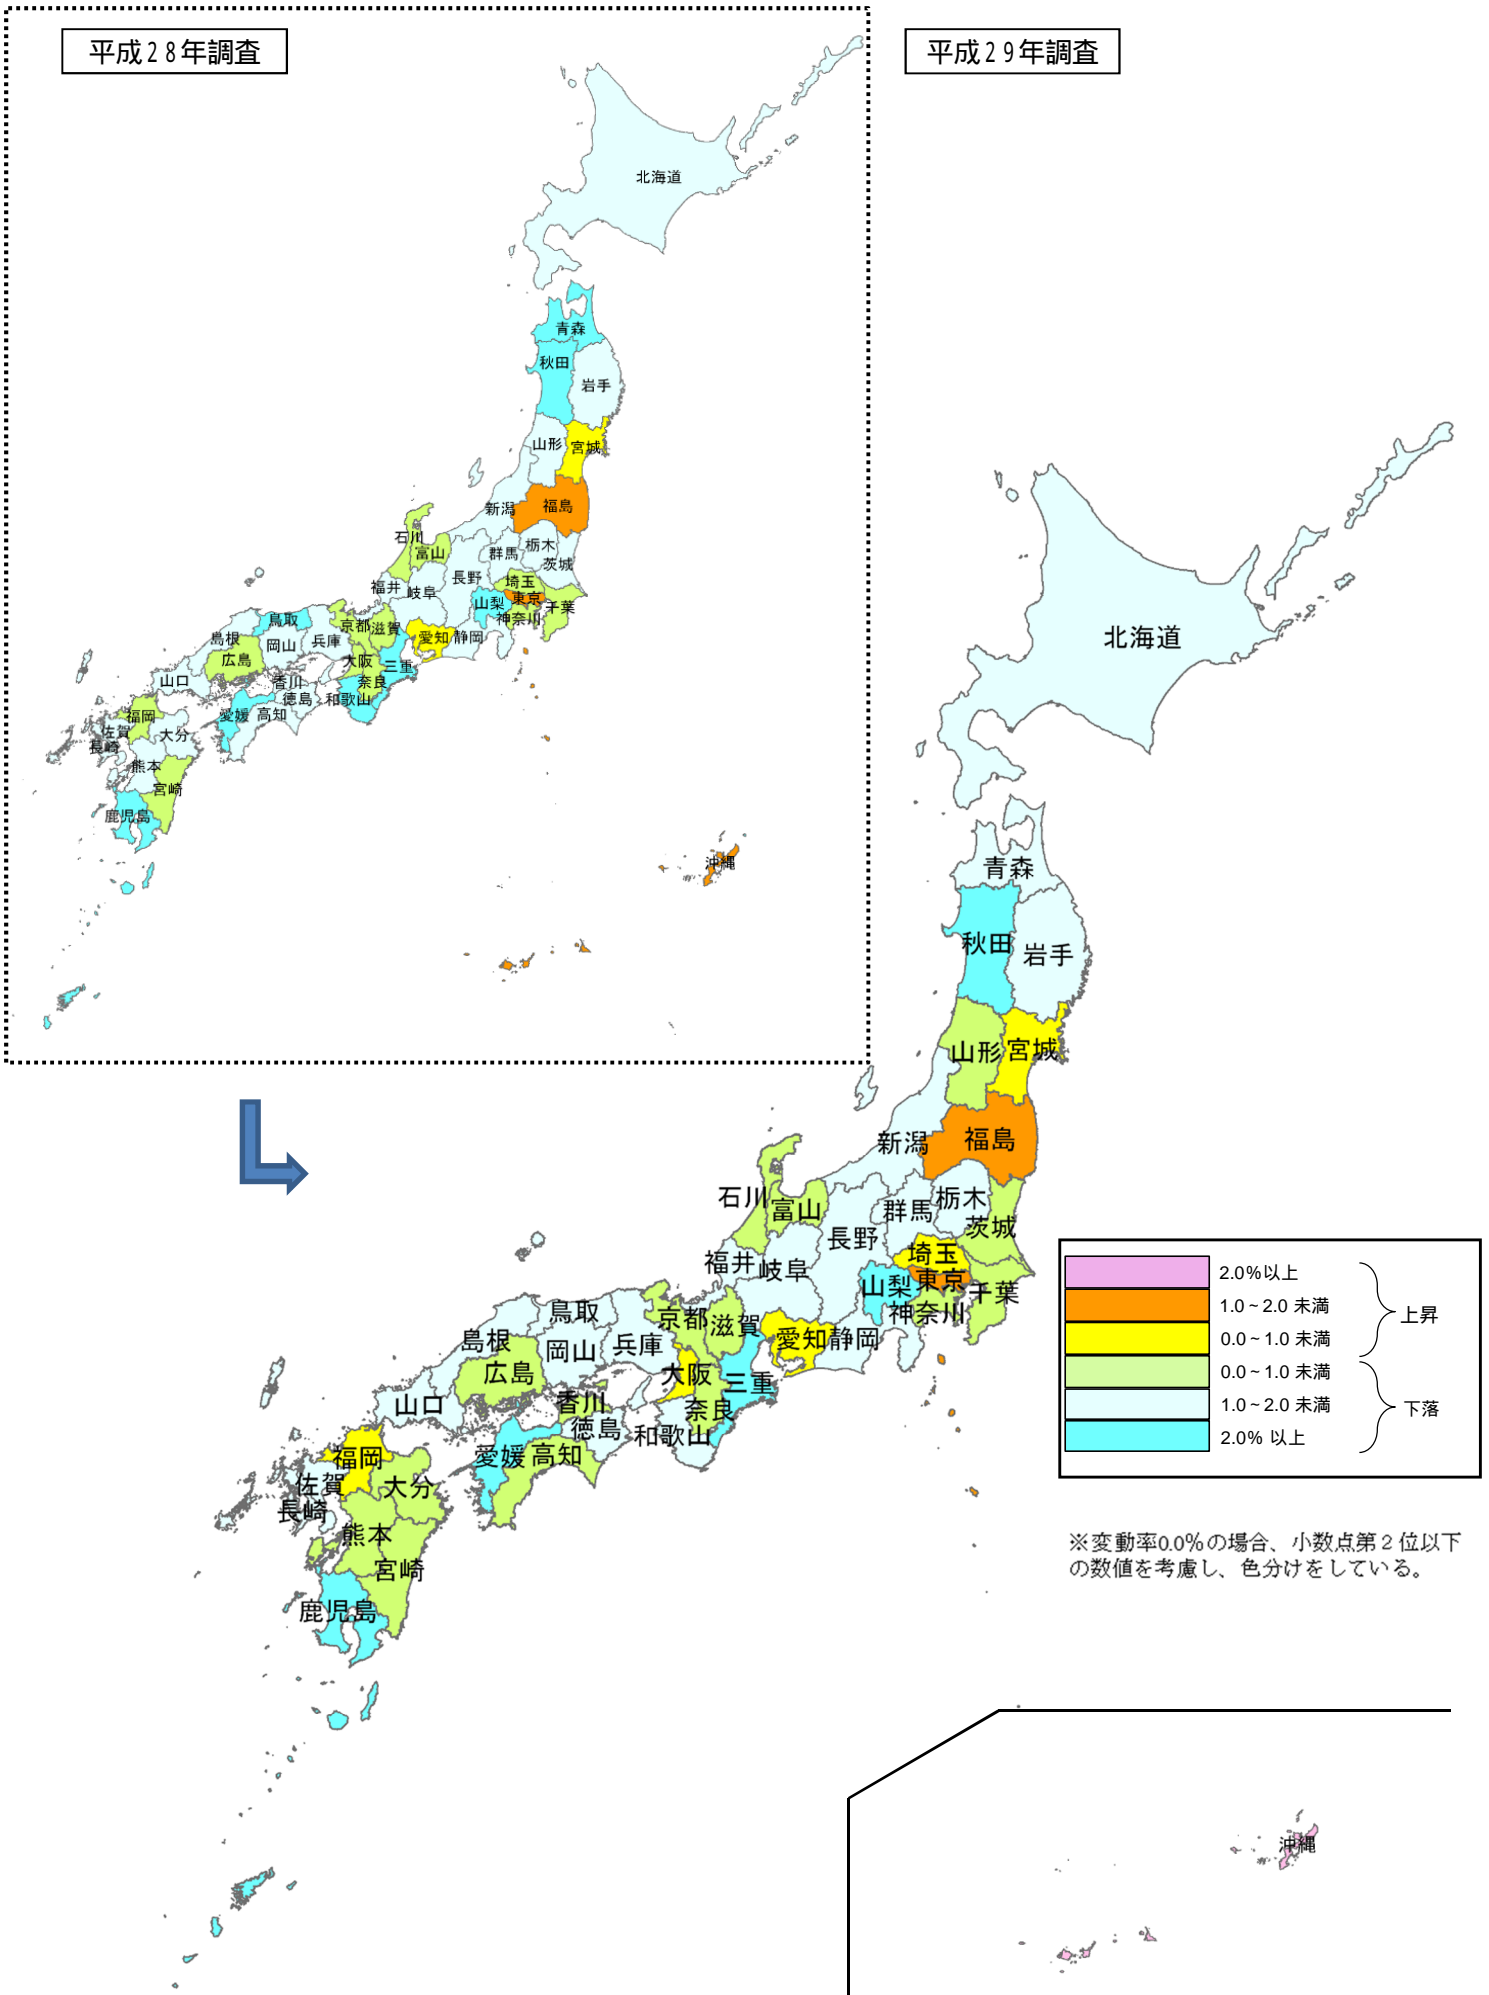 平成28年調査
北海道
青森
秋田
岩手
山形
宮城
新潟
福島
石川
富山
群馬
栃木
茨城
福井
岐阜
長野
埼玉
山梨
東京
千葉
神奈川
鳥取
京都
滋賀
愛知
静岡
島根
岡山
兵庫
広島
大阪
三重
山口
香川
奈良
徳島
和歌山
福岡
愛媛
高知
佐賀
大分
長崎
熊本
宮崎
鹿児島
沖縄
平成29年調査
北海道
青森
秋田
岩手
山形
宮城
新潟
福島
石川
富山
群馬
栃木
茨城
長野
福井
岐阜
埼玉
山梨
東京
千葉
神奈川
鳥取
京都
滋賀
愛知
静岡
島根
岡山
兵庫
広島
大阪
三重
山口
香川
奈良
徳島
和歌山
福岡
愛媛
高知
佐賀
大分
長崎
熊本
宮崎
鹿児島
沖縄
2.0%以上
1.0~2.0 未満
0.0~1.0 未満
上昇
0.0~1.0 未満
1.0~2.0 未満
2.0% 以上
下落
※変動率0.0%の場合、小数点第2位以下
の数値を考慮し、色分けをしている。